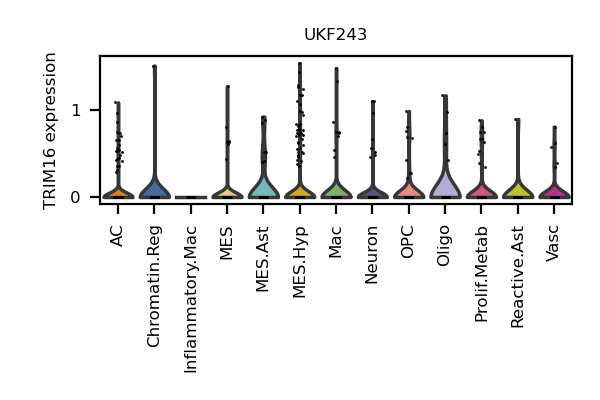 UKF243
TRIM16 expression
1
0
AC
Chromatin.Reg
Inflammatory.Mac
MES
MES.Ast
MES.Hyp
Mac
Neuron
OPC
Oligo
Prolif.Metab
Reactive.Ast
Vasc